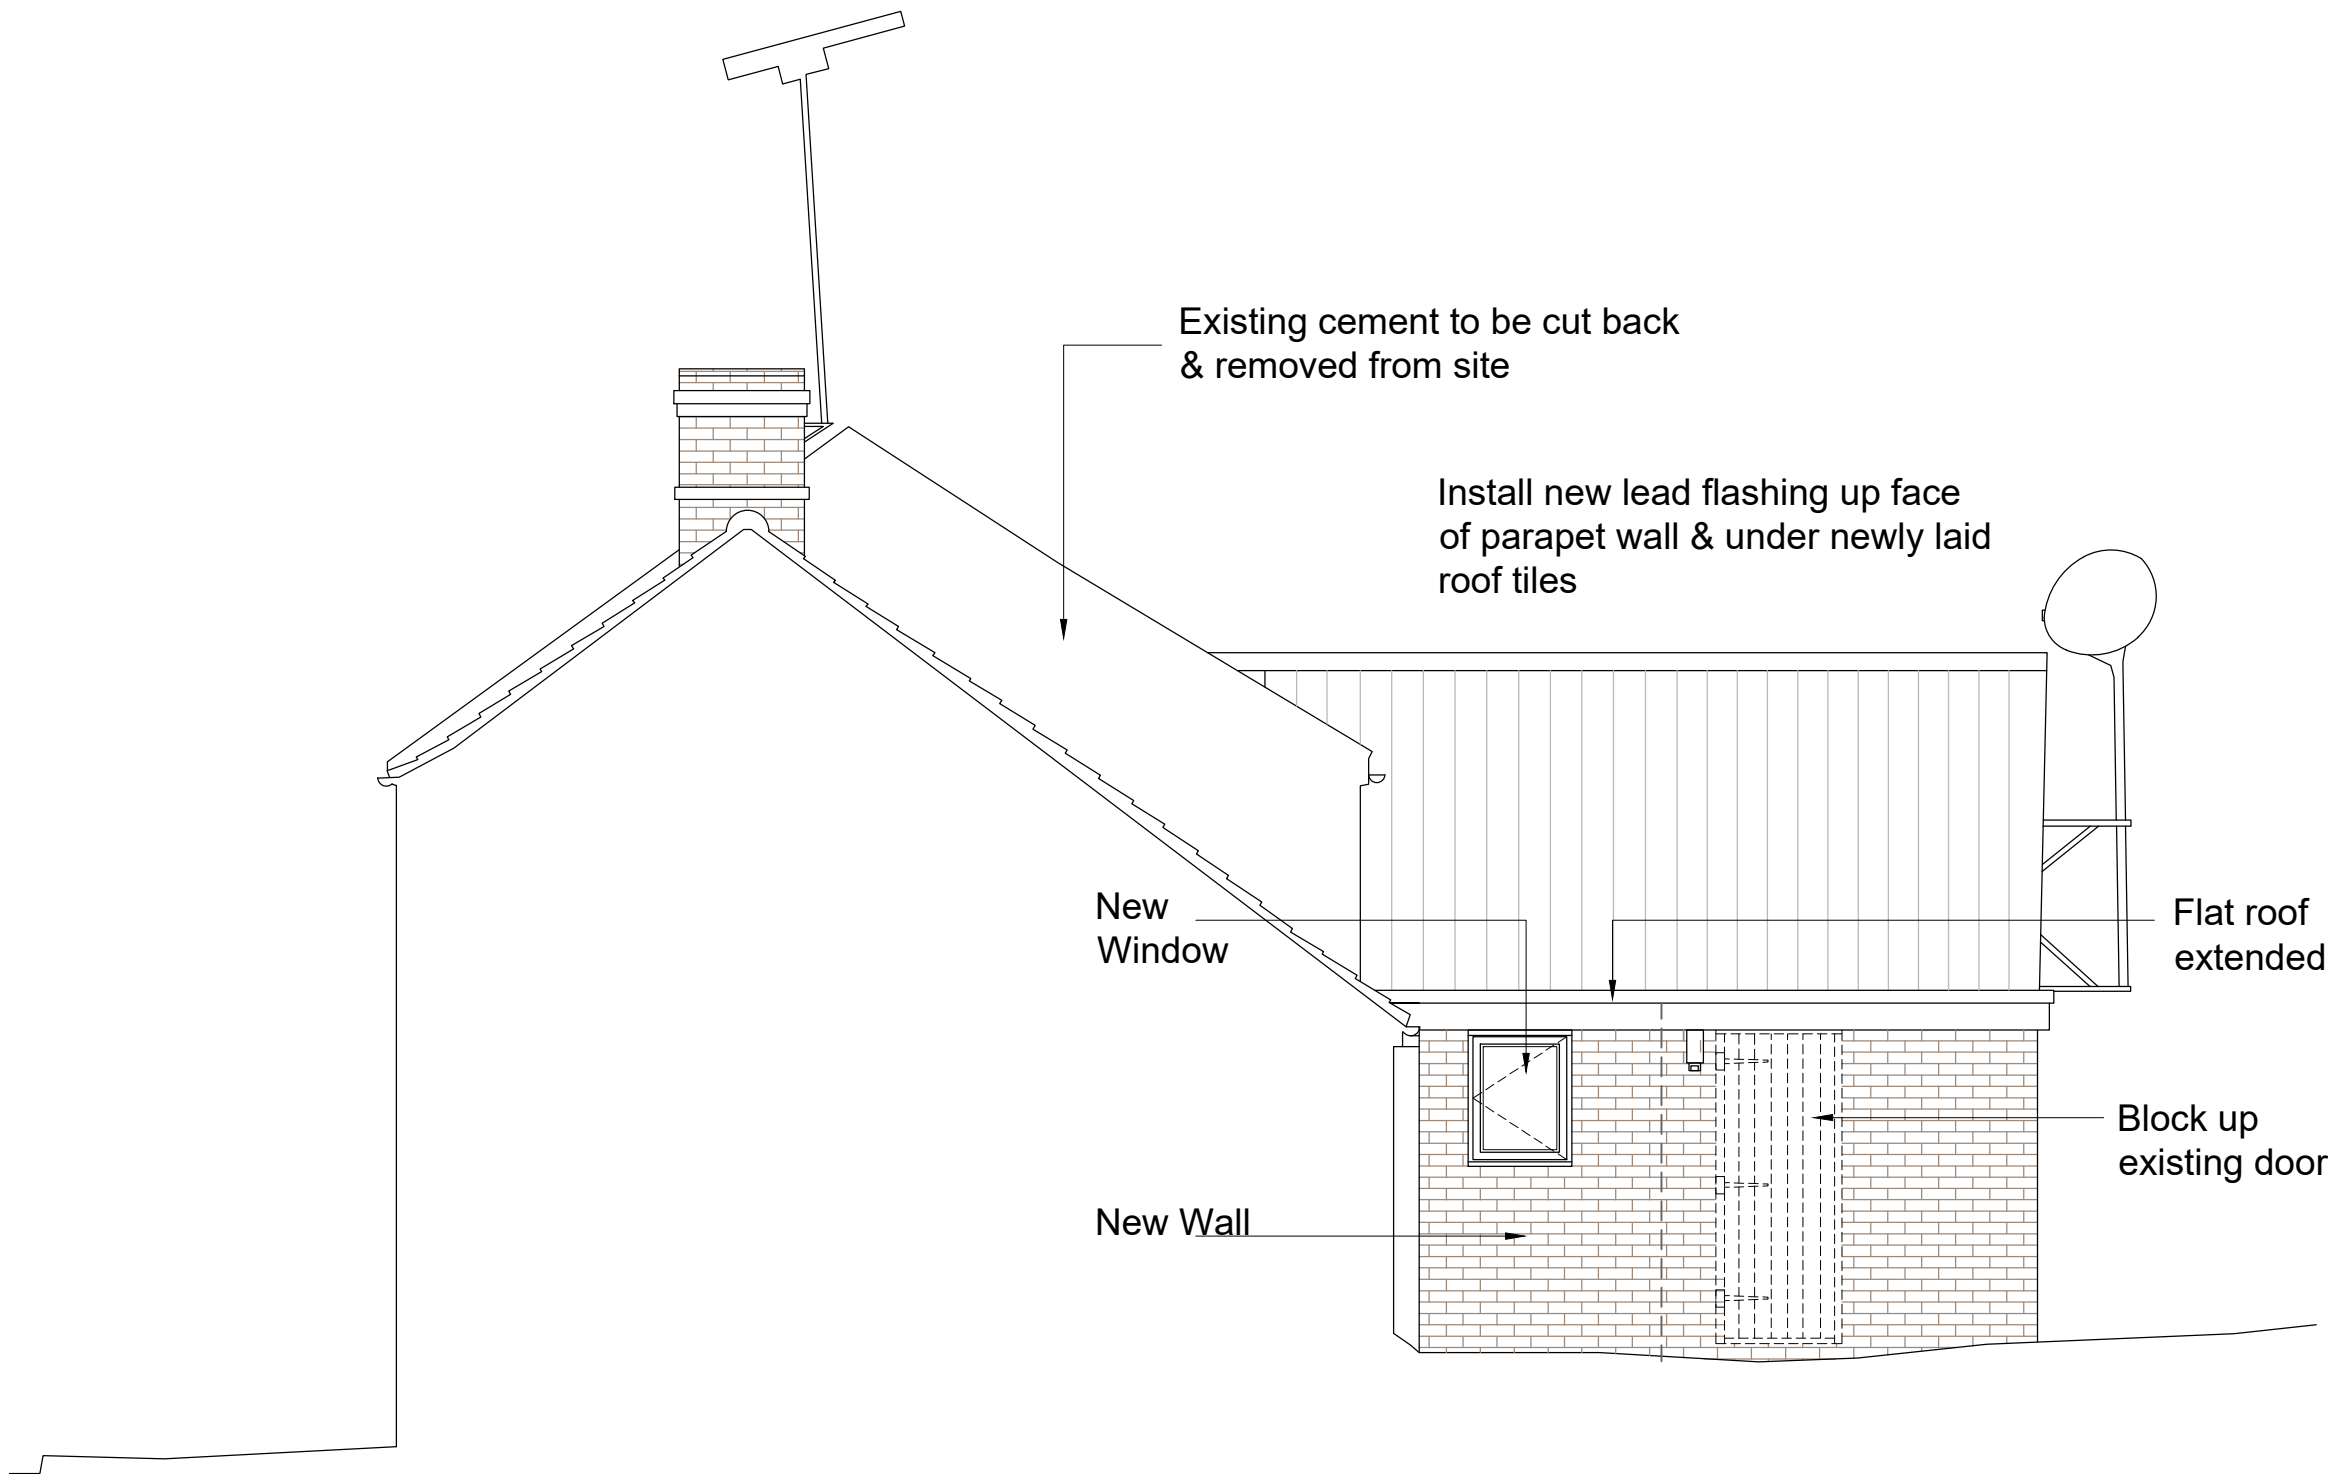 Existing cement to be cut back
& removed from site
Install new lead flashing up face
of parapet wall & under newly laid
roof tiles
New
Window
Flat roof
extended
Block up
existing door
New Wall